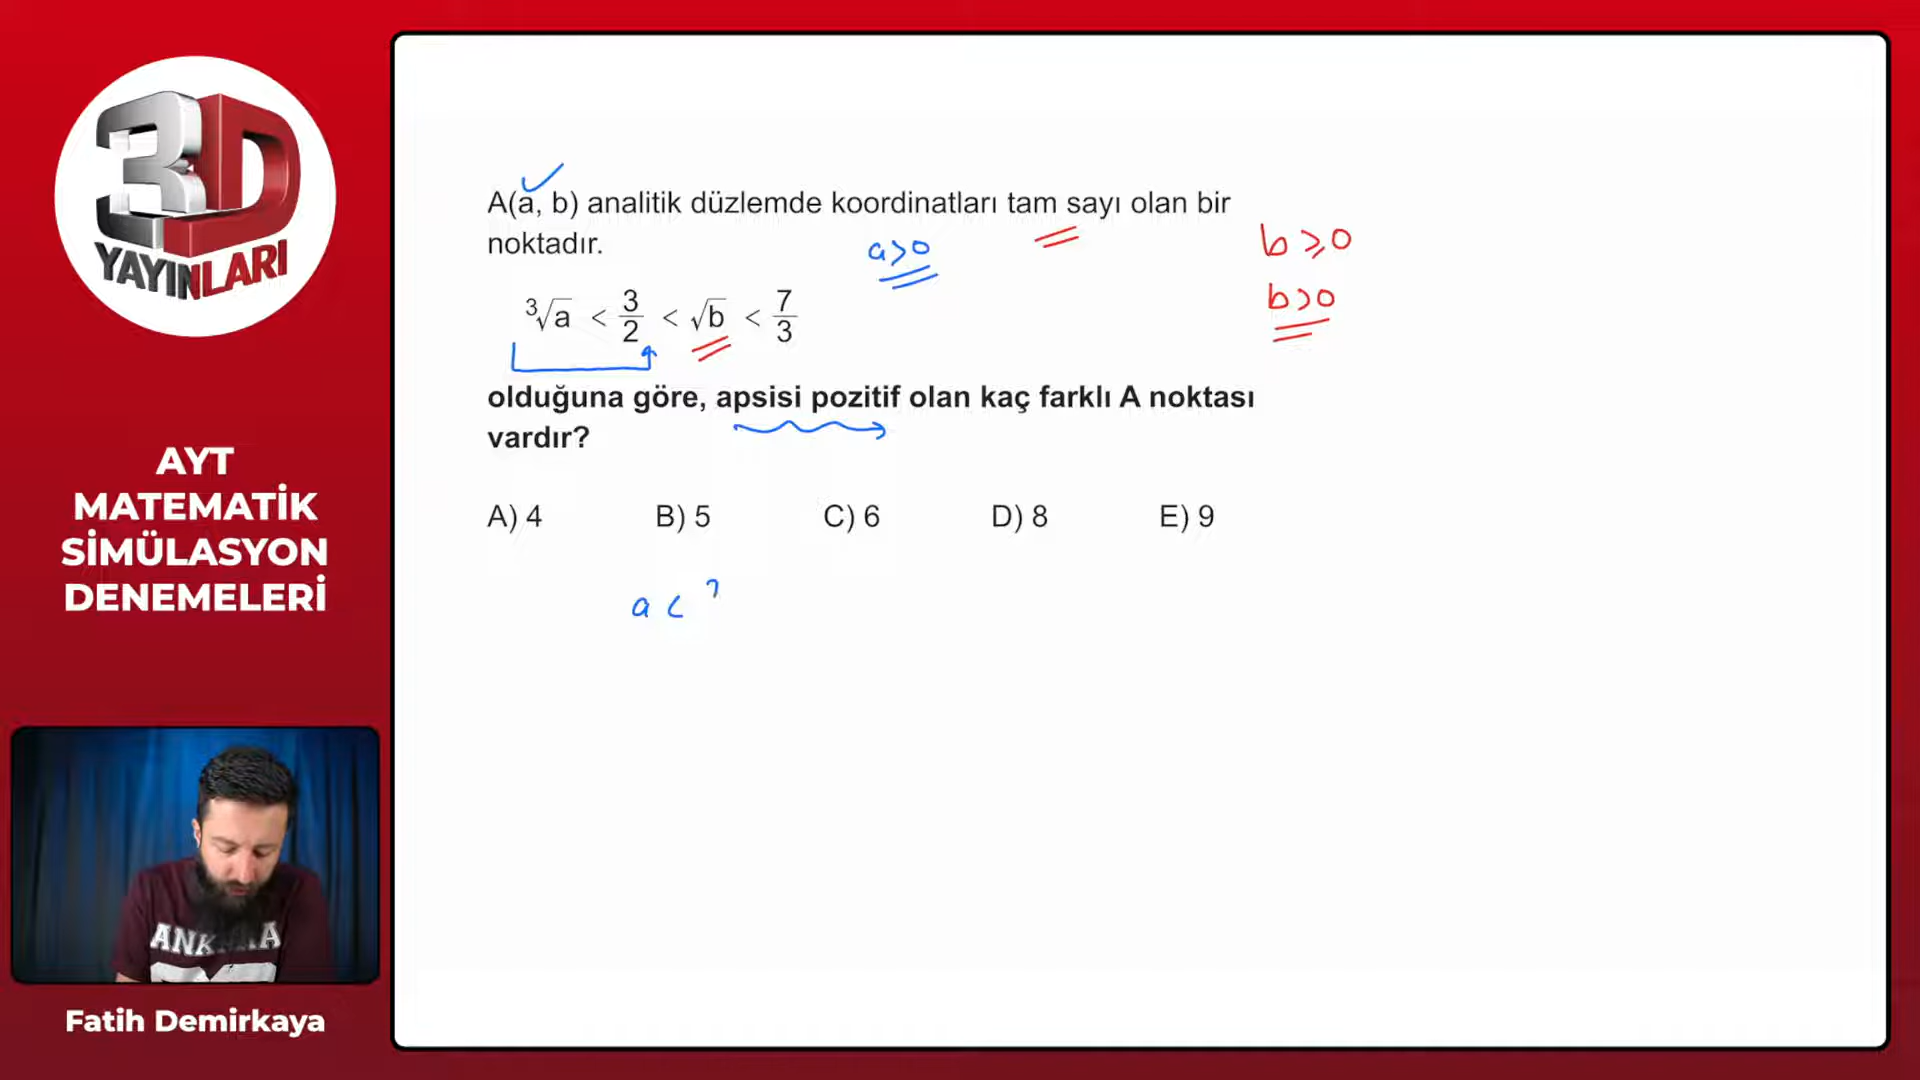 3D
YAYINLARI
AYT
MATEMATİK
SİMÜLASYON
DENEMELERİ
ANKARA
Fatih Demirkaya
A(a, b) analitik düzlemde koordinatları tam sayı olan bir
noktadır.
a>0
b ≥ 0
b>0
∛a < 3/2 < √b < 7/3
olduğuna göre, apsisi pozitif olan kaç farklı A noktası
vardır?
A) 4 B) 5 C) 6 D) 8 E) 9
a <